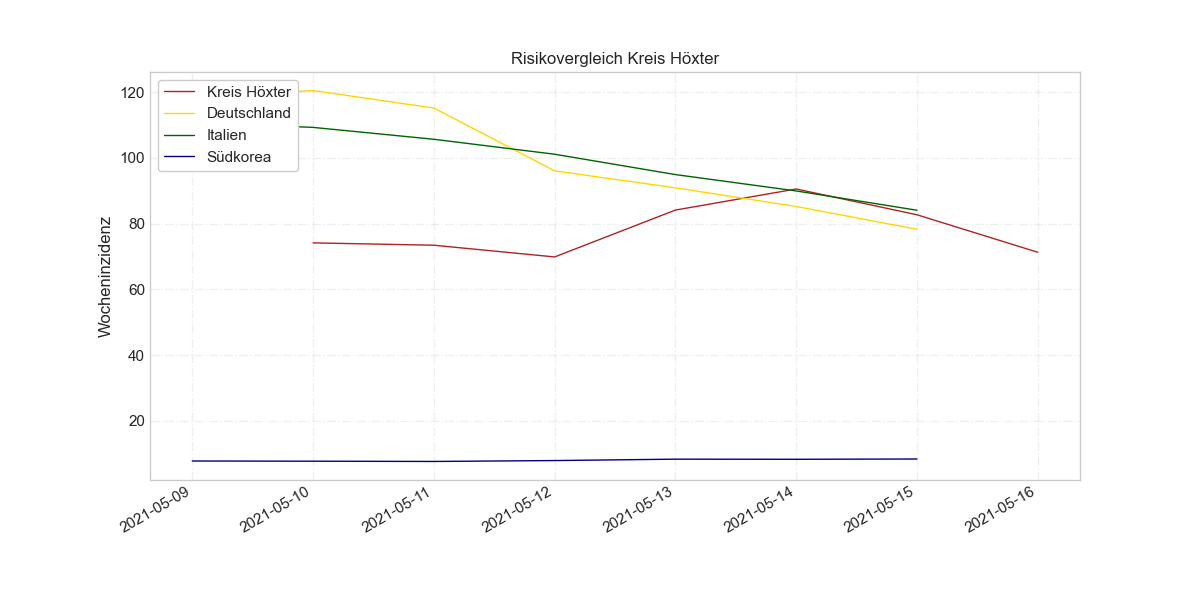 Risikovergleich Kreis Höxter
Kreis Höxter
Deutschland
Italien
Südkorea
Wocheninzidenz
120
100
80
60
40
20
2021-05-09
2021-05-10
2021-05-11
2021-05-12
2021-05-13
2021-05-14
2021-05-15
2021-05-16